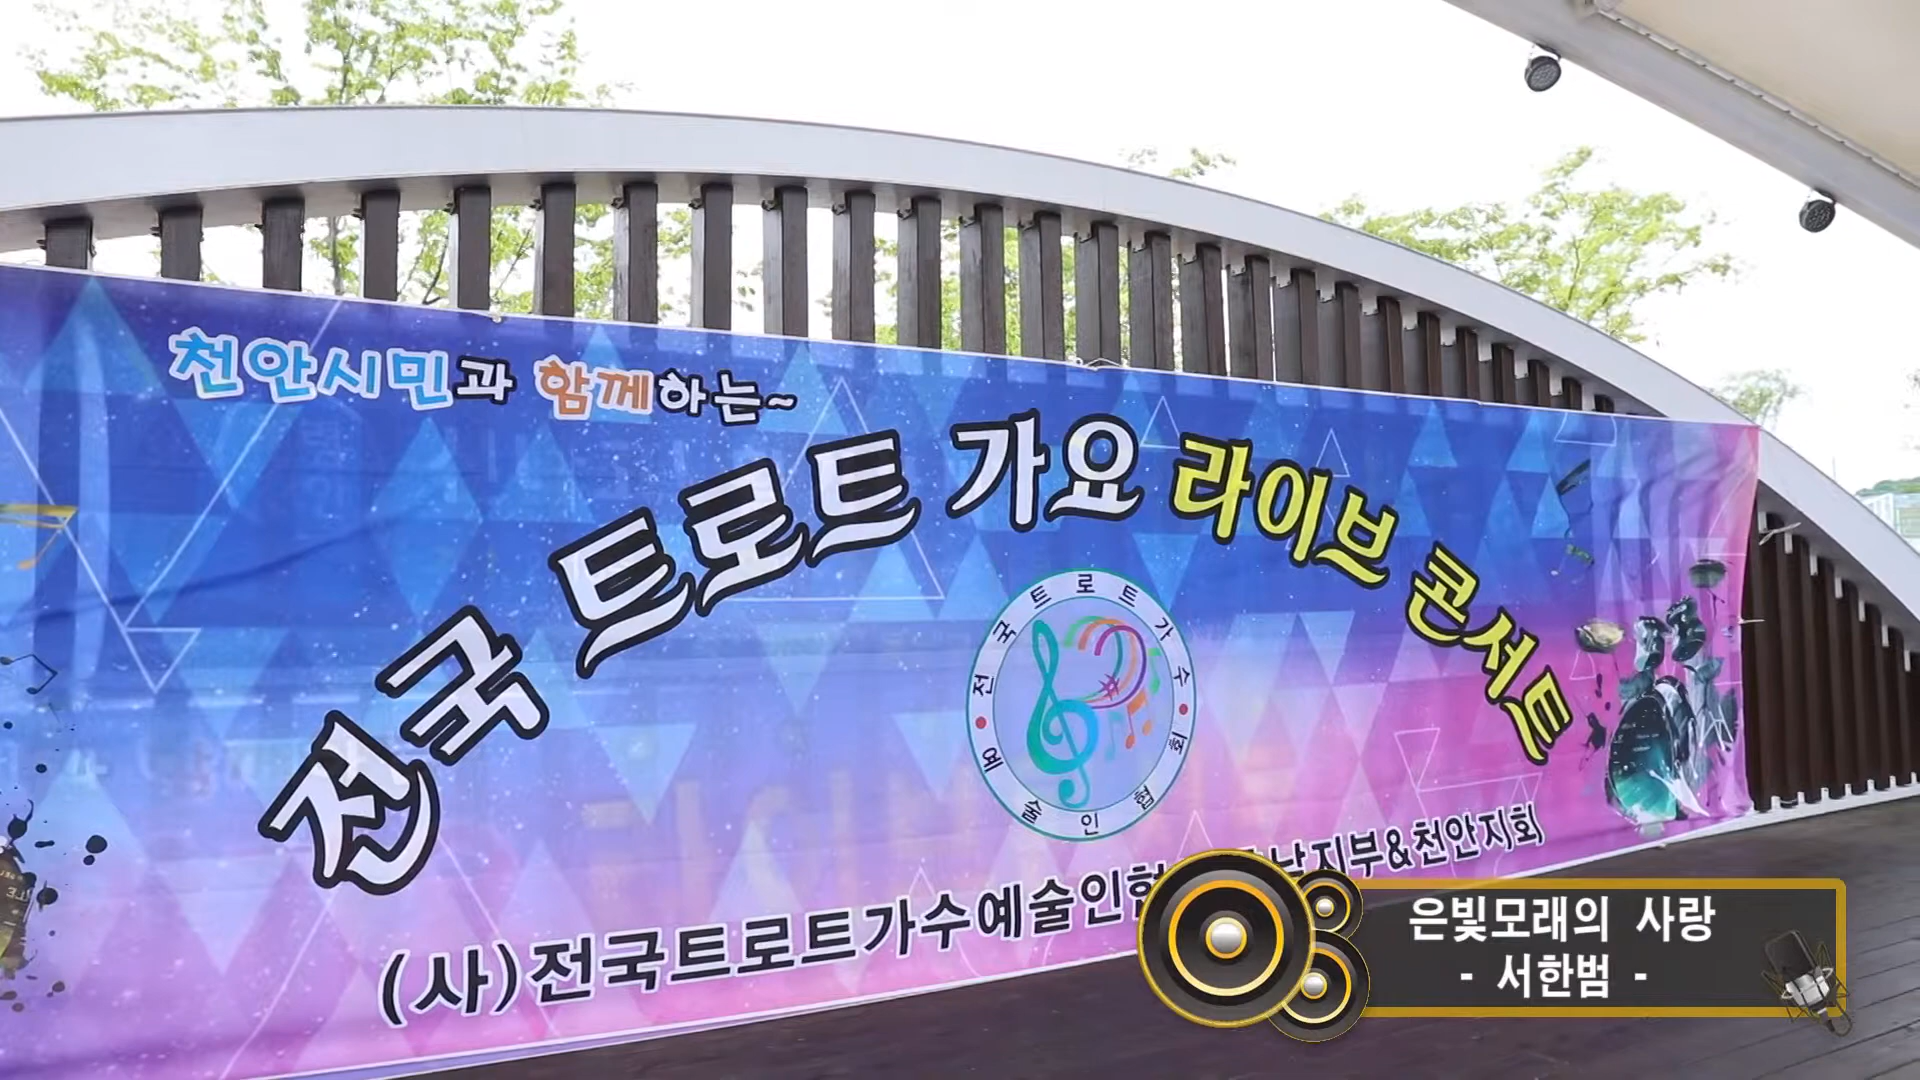 천안시민과 함께하는~
전국 트로트 가요 라이브 콘서트
전국트로트가수
예술인협회
(사)전국트로트가수예술인협 남지부&천안지회
은빛모래의 사랑
- 서한범 -